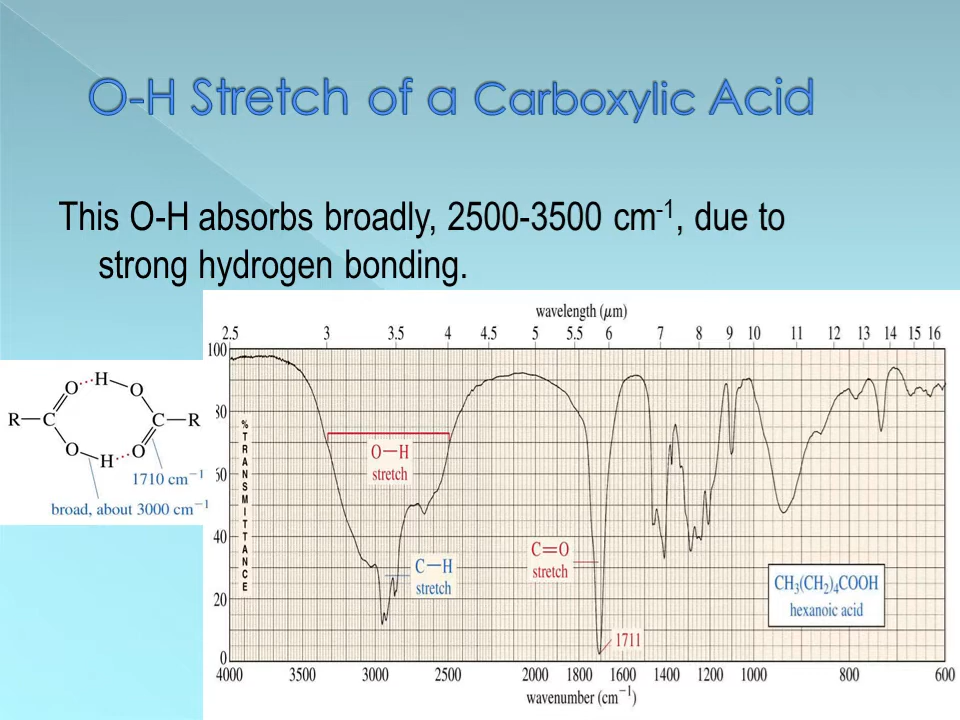 O-H Stretch of a Carboxylic Acid
This O-H absorbs broadly, 2500-3500 cm⁻¹, due to
strong hydrogen bonding.
wavelength (μm)
2.5 3 3.5 4 4.5 5 5.5 6 7 8 9 10 11 12 13 14 15 16
100
80
60
40
20
0
% TRANSMITTANCE
O—H
stretch
C—H
stretch
C=O
stretch
1711
CH₃(CH₂)₄COOH
hexanoic acid
4000 3500 3000 2500 2000 1800 1600 1400 1200 1000 800 600
wavenumber (cm⁻¹)
O···H—O
R—C C—R
O—H···O
1710 cm⁻¹
broad, about 3000 cm⁻¹